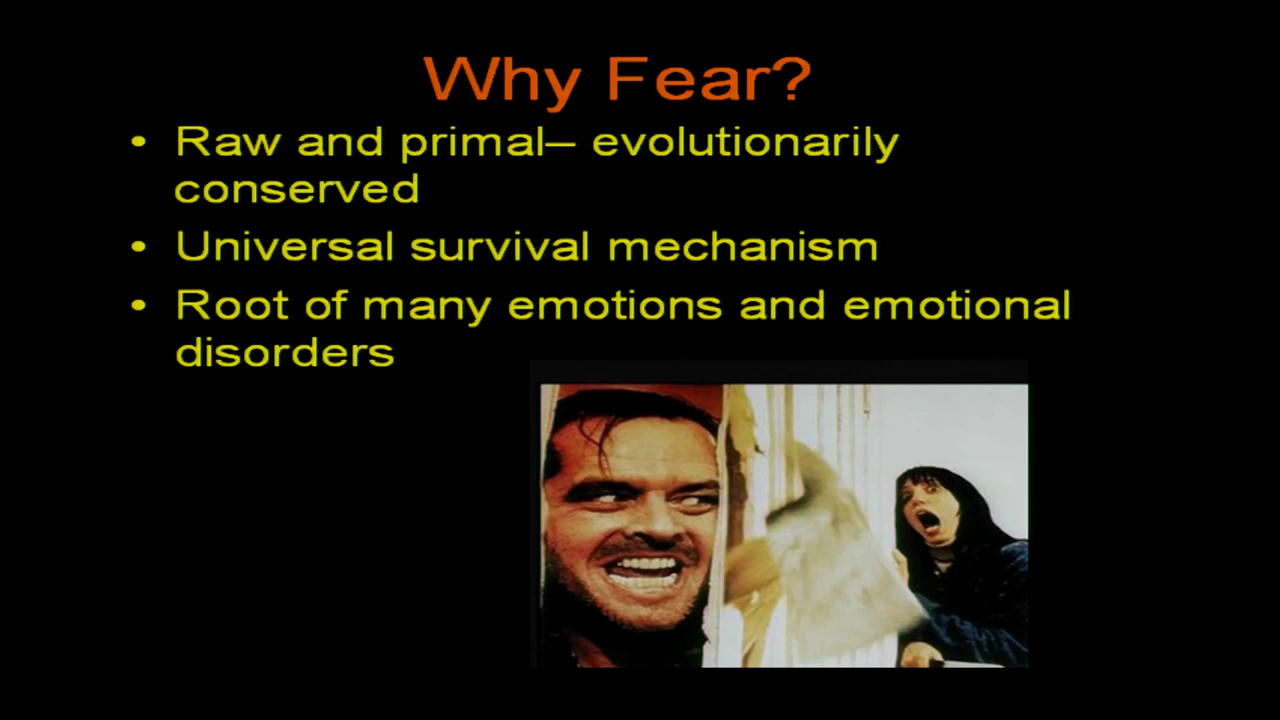 Why Fear?
• Raw and primal– evolutionarily
conserved
• Universal survival mechanism
• Root of many emotions and emotional
disorders